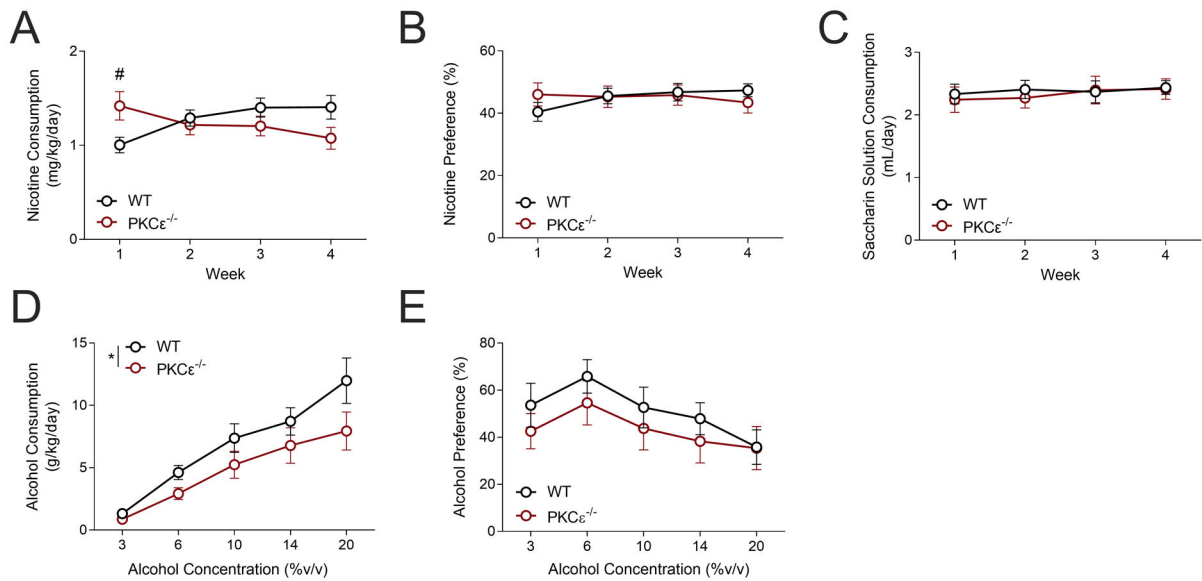 A
Nicotine Consumption
(mg/kg/day)
2
1
0
#
WT
PKCε-/-
1 2 3 4
Week
B
Nicotine Preference (%)
60
40
20
0
WT
PKCε-/-
1 2 3 4
Week
C
Saccharin Solution Consumption
(mL/day)
3
2
1
0
WT
PKCε-/-
1 2 3 4
Week
D
Alcohol Consumption
(g/kg/day)
15
10
5
0
*
WT
PKCε-/-
3 6 10 14 20
Alcohol Concentration (%v/v)
E
Alcohol Preference (%)
80
60
40
20
0
WT
PKCε-/-
3 6 10 14 20
Alcohol Concentration (%v/v)